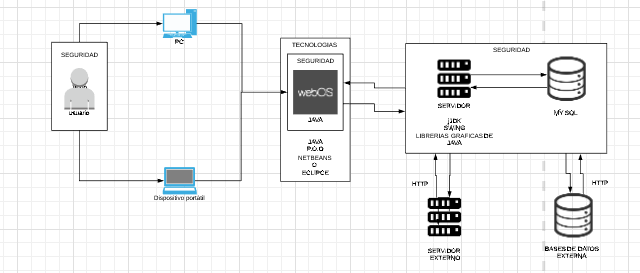 SEGURIDAD
usuario
PC
Dispositivo portátil
TECNOLOGIAS
SEGURIDAD
webOS
JAVA
JAVA
P.O.O
NETBEANS
O
ECLIPCE
SEGURIDAD
SERVIDOR
JDK
SWING
LIBRERIAS GRAFICAS DE
JAVA
MY SQL
HTTP
HTTP
SERVIDOR
EXTERNO
BASES DE DATOS
EXTERNA